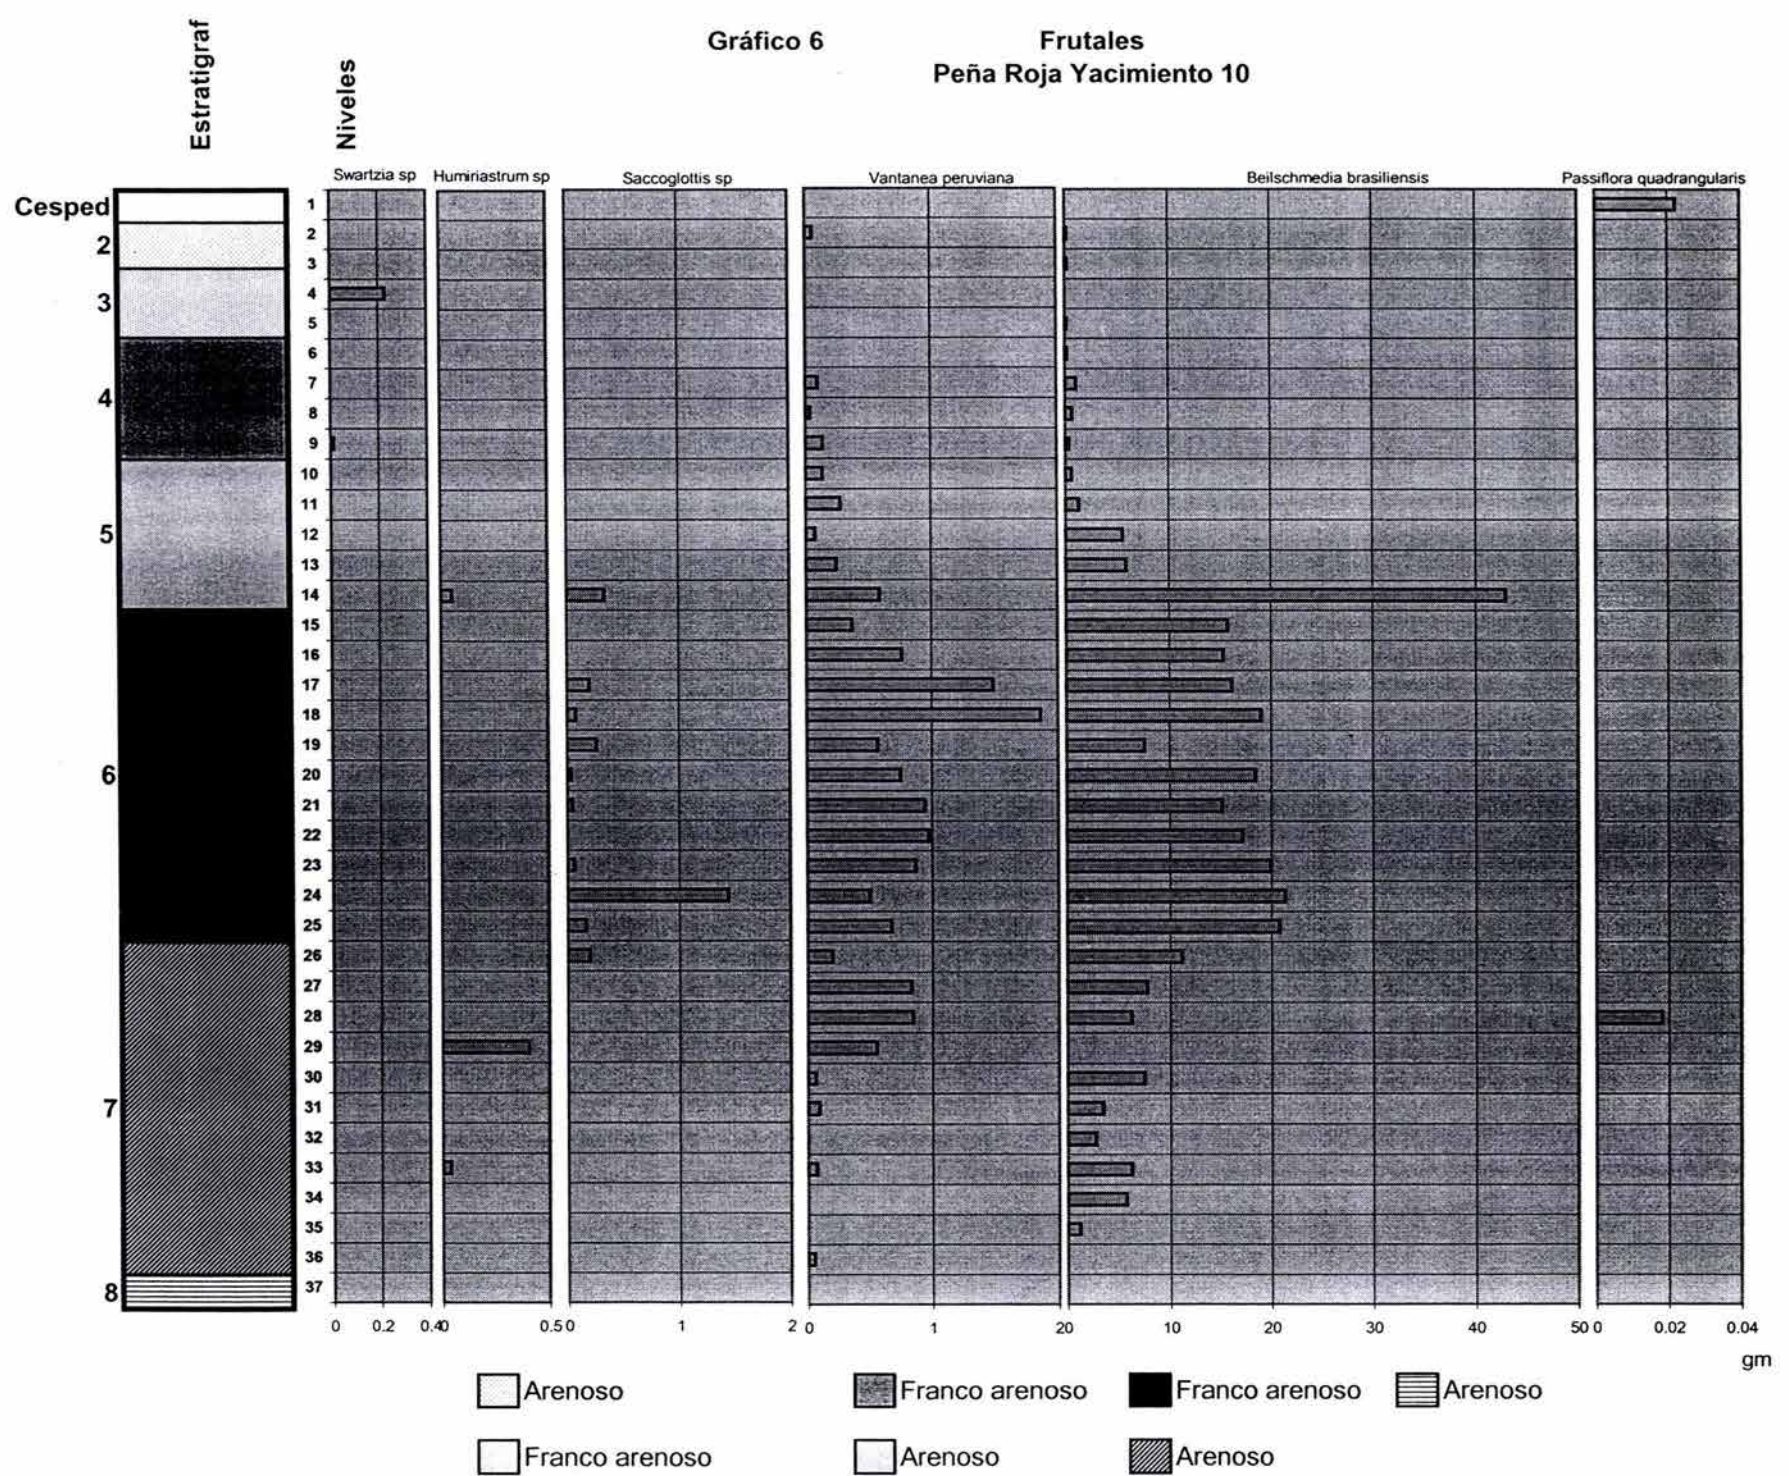 Gráfico 6
Frutales
Peña Roja Yacimiento 10
Estratigraf
Niveles
Swartzia sp
Humiriastrum sp
Saccoglottis sp
Vantanea peruviana
Beilschmedia brasiliensis
Passiflora quadrangularis
Cesped
2
3
4
5
6
7
8
1
2
3
4
5
6
7
8
9
10
11
12
13
14
15
16
17
18
19
20
21
22
23
24
25
26
27
28
29
30
31
32
33
34
35
36
37
0 0.2 0.4
0 0.5
0 1 2
0 1 2
0 10 20 30 40 50
0 0.02 0.04
gm
Arenoso
Franco arenoso
Franco arenoso
Arenoso
Franco arenoso
Arenoso
Arenoso